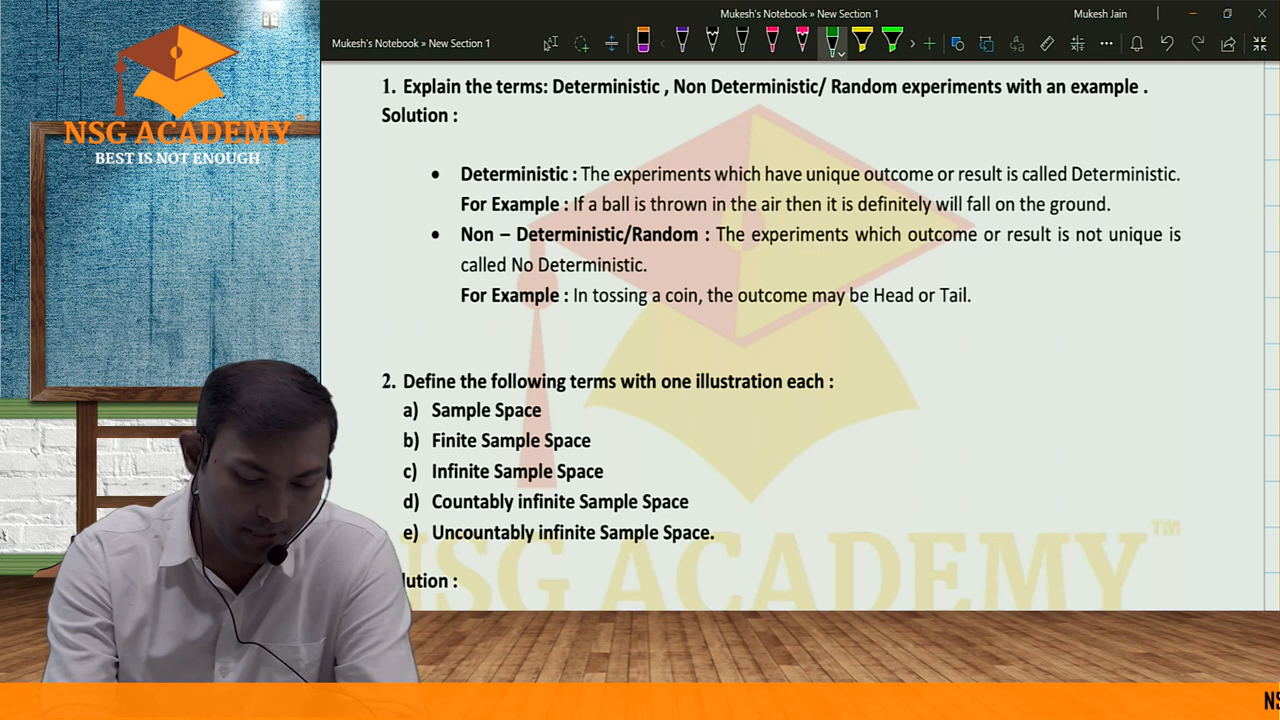 Mukesh's Notebook » New Section 1
Mukesh Jain
Mukesh's Notebook » New Section 1
NSG ACADEMY™
BEST IS NOT ENOUGH
1. Explain the terms: Deterministic , Non Deterministic/ Random experiments with an example .
Solution :
• Deterministic : The experiments which have unique outcome or result is called Deterministic.
For Example : If a ball is thrown in the air then it is definitely will fall on the ground.
• Non – Deterministic/Random : The experiments which outcome or result is not unique is
called No Deterministic.
For Example : In tossing a coin, the outcome may be Head or Tail.
2. Define the following terms with one illustration each :
a) Sample Space
b) Finite Sample Space
c) Infinite Sample Space
d) Countably infinite Sample Space
e) Uncountably infinite Sample Space.
lution :
NSG ACADEMY™
NS